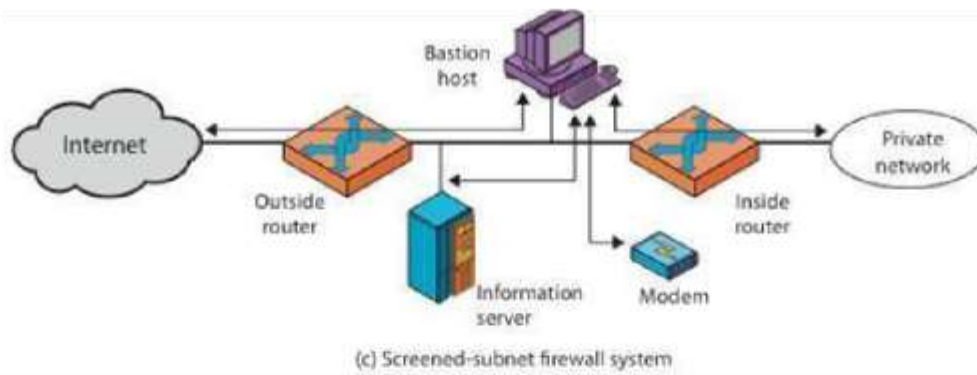 Bastion
host
Internet
Private
network
Outside
router
Inside
router
Information
server
Modem
(c) Screened-subnet firewall system